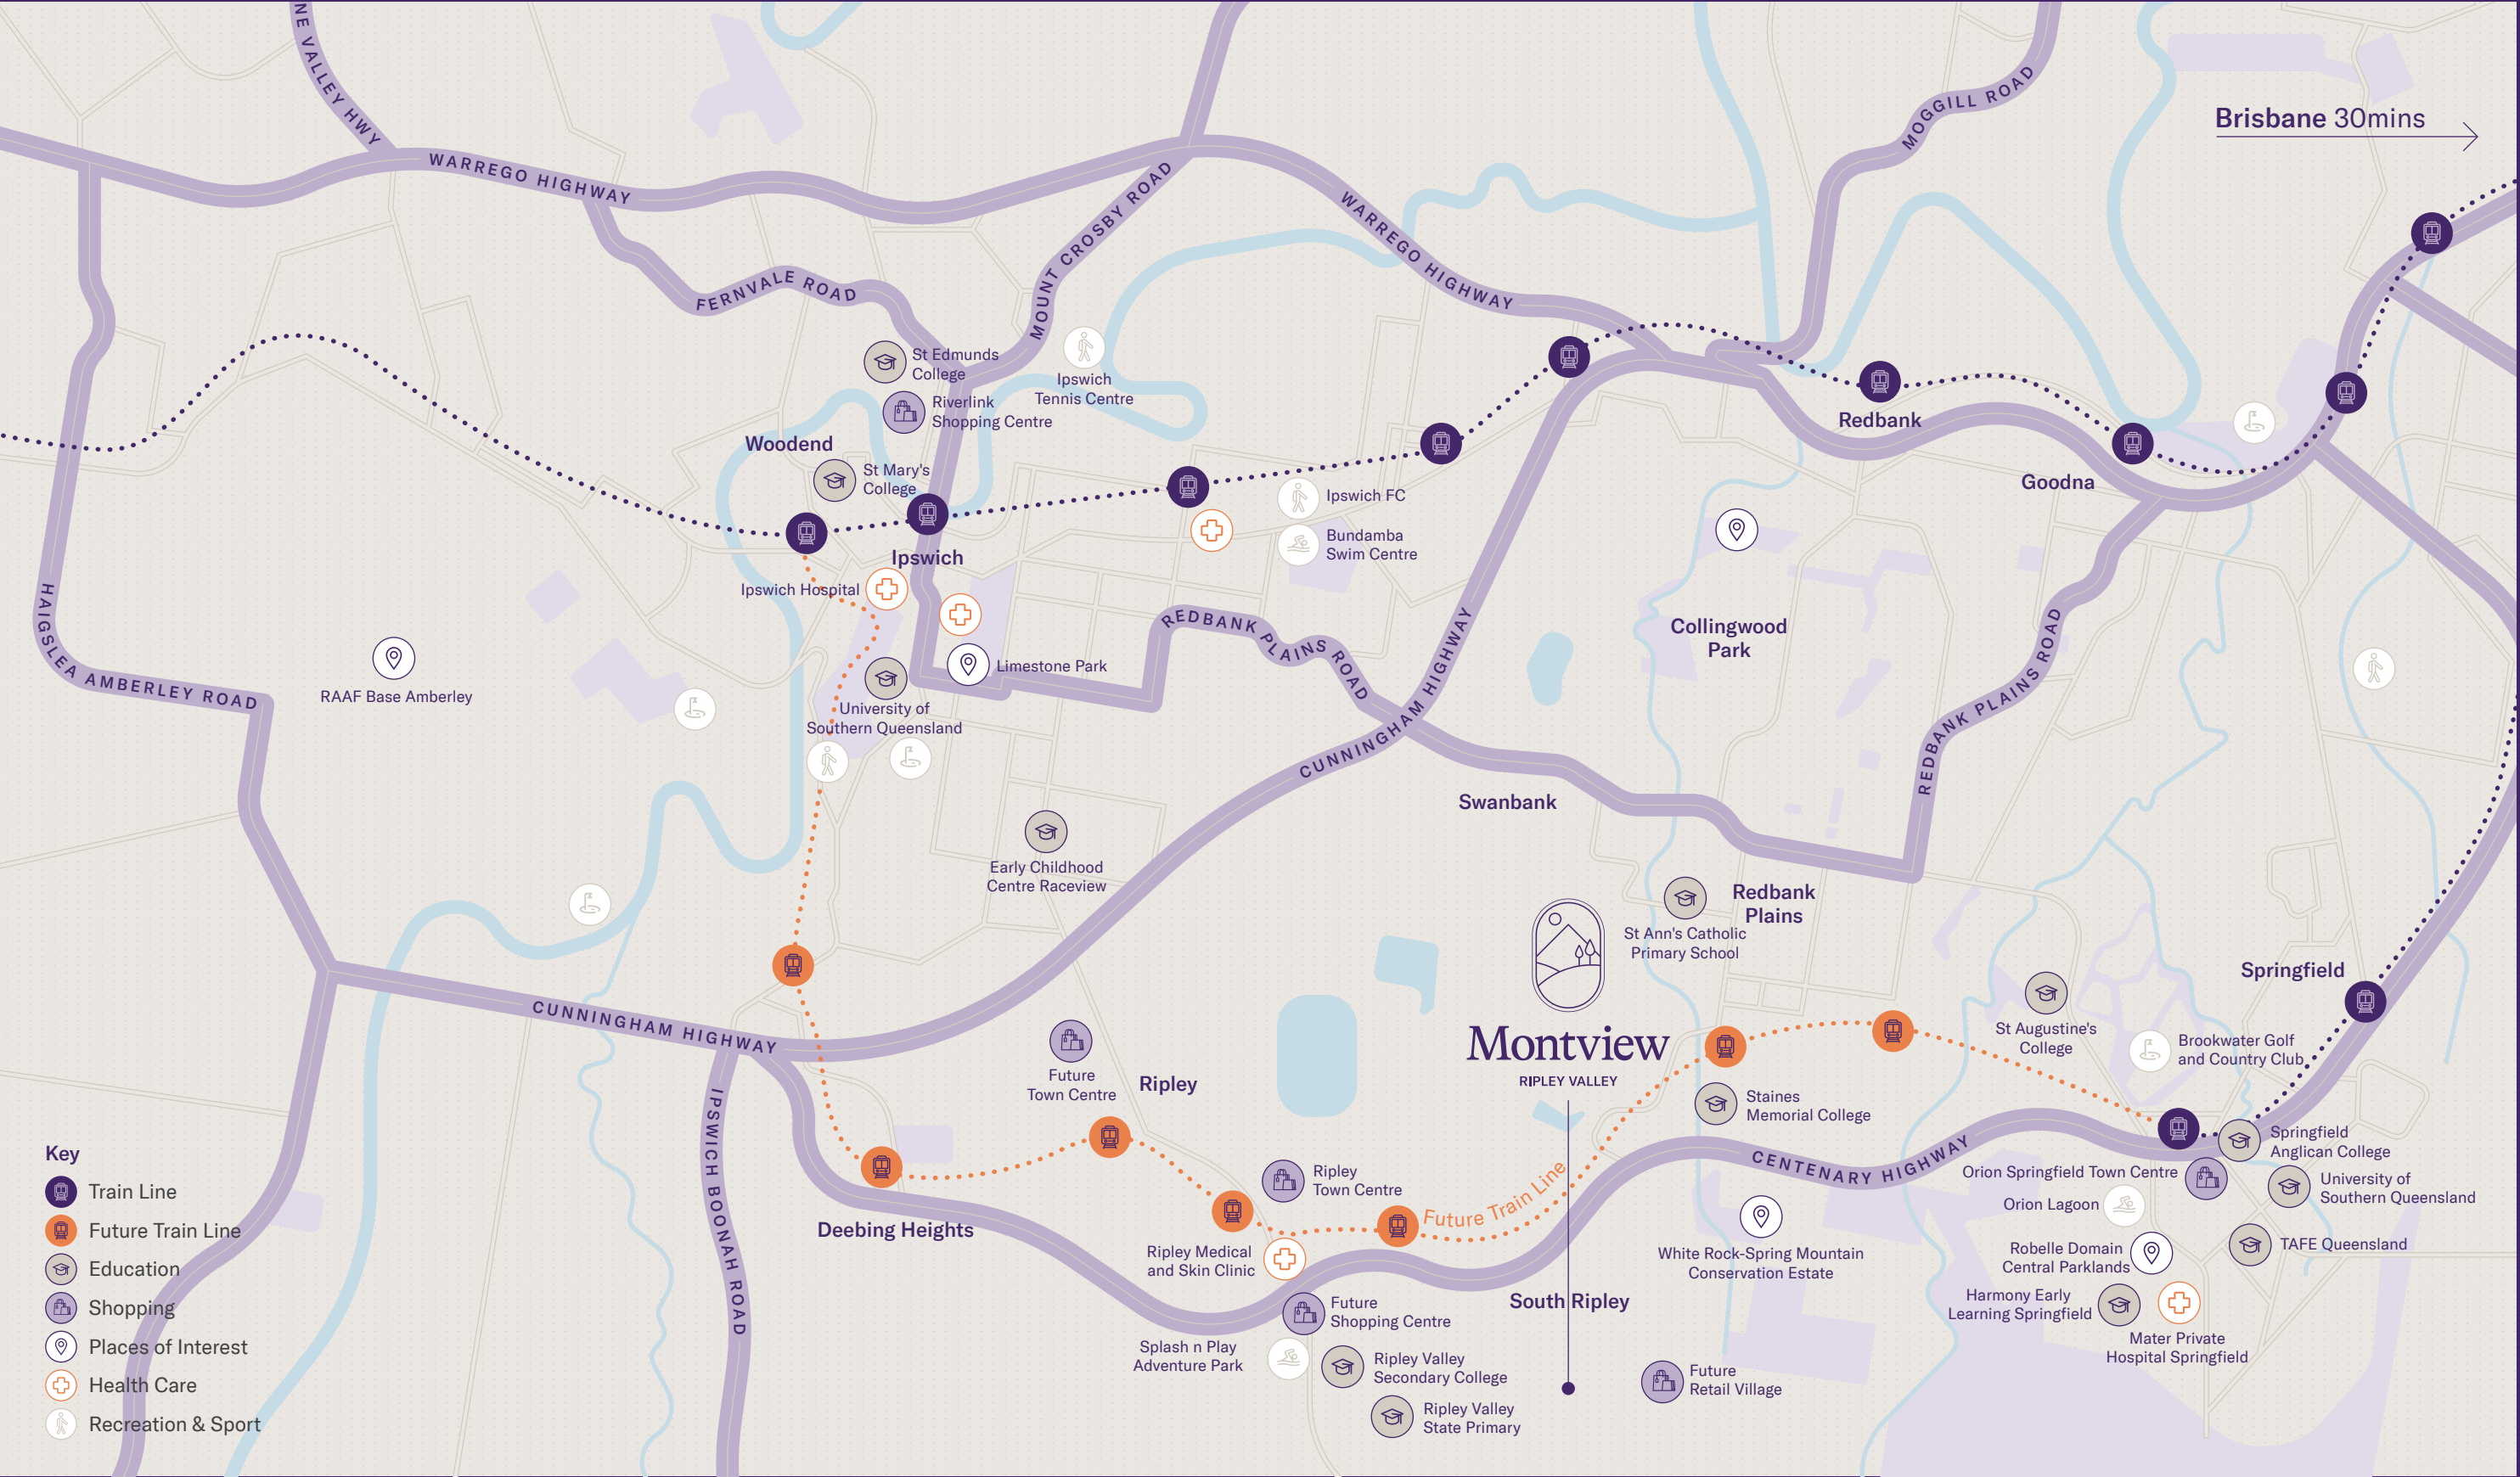 NE VALLEY HWY
WARREGO HIGHWAY
MOUNT CROSBY ROAD
WARREGO HIGHWAY
MOGGILL ROAD
Brisbane 30mins
FERNVALE ROAD
St Edmunds
College
Riverlink
Shopping Centre
Ipswich
Tennis Centre
Woodend
St Mary's
College
Redbank
Goodna
Ipswich FC
Bundamba
Swim Centre
Ipswich
Ipswich Hospital
HAIGSLEA AMBERLEY ROAD
RAAF Base Amberley
Limestone Park
University of
Southern Queensland
REDBANK PLAINS ROAD
CUNNINGHAM HIGHWAY
Collingwood
Park
REDBANK PLAINS ROAD
Swanbank
Early Childhood
Centre Raceview
Redbank
Plains
St Ann's Catholic
Primary School
Springfield
CUNNINGHAM HIGHWAY
Montview
RIPLEY VALLEY
St Augustine's
College
Brookwater Golf
and Country Club
Future
Town Centre
Ripley
IPSWICH BOONAH ROAD
Staines
Memorial College
CENTENARY HIGHWAY
Springfield
Anglican College
Orion Springfield Town Centre
University of
Southern Queensland
Orion Lagoon
Ripley
Town Centre
Future Train Line
Deebing Heights
Ripley Medical
and Skin Clinic
White Rock-Spring Mountain
Conservation Estate
TAFE Queensland
Robelle Domain
Central Parklands
Harmony Early
Learning Springfield
Mater Private
Hospital Springfield
South Ripley
Future
Shopping Centre
Splash n Play
Adventure Park
Ripley Valley
Secondary College
Ripley Valley
State Primary
Future
Retail Village
Key
Train Line
Future Train Line
Education
Shopping
Places of Interest
Health Care
Recreation & Sport